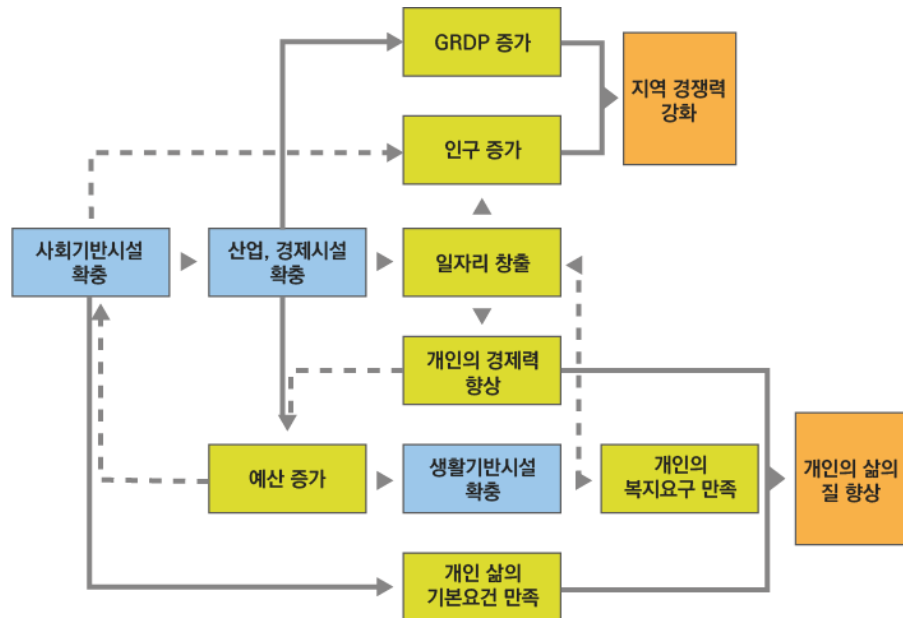 GRDP 증가
지역 경쟁력
강화
인구 증가
사회기반시설
확충
산업, 경제시설
확충
일자리 창출
개인의 경제력
향상
예산 증가
생활기반시설
확충
개인의
복지요구 만족
개인의 삶의
질 향상
개인 삶의
기본요건 만족